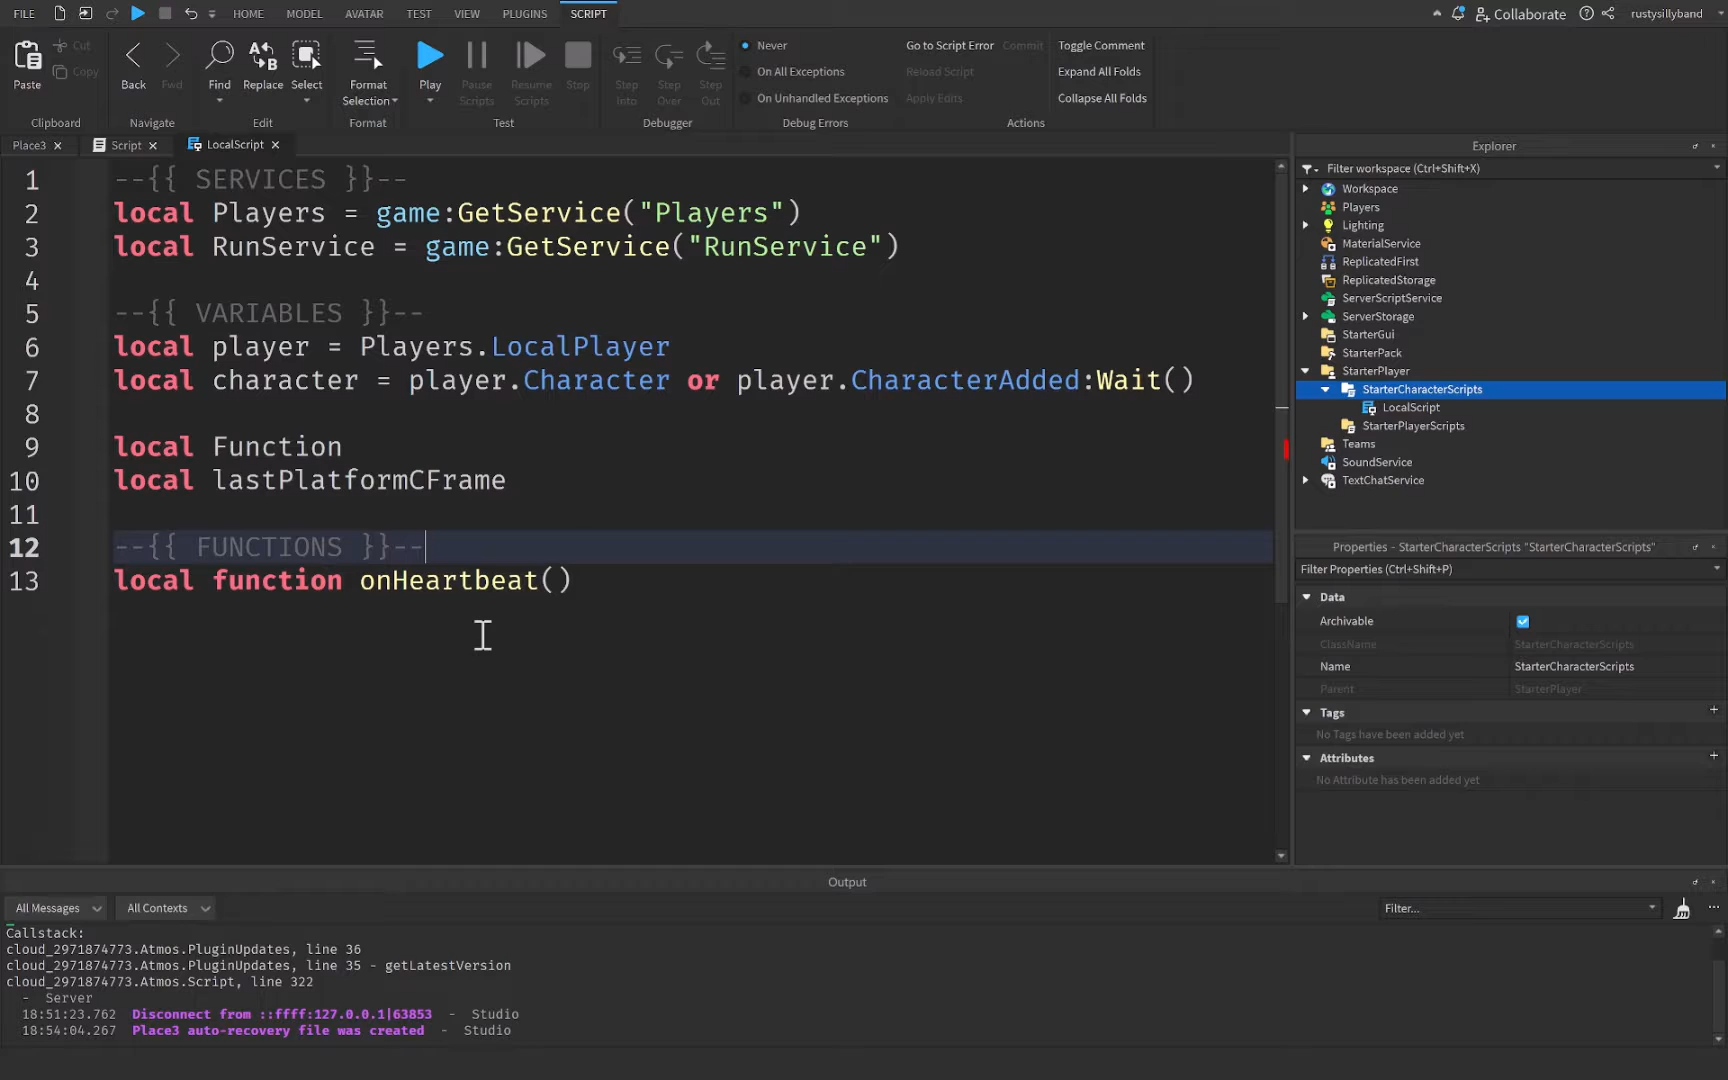 FILE HOME MODEL AVATAR TEST VIEW PLUGINS SCRIPT Collaborate rustysillyband
Paste Cut Copy
Clipboard
Back Fwd
Navigate
Find Replace Select
Edit
Format Selection
Format
Play Pause Scripts Resume Scripts Stop
Test
Step Into Step Over Step Out
Debugger
Never
On All Exceptions
On Unhandled Exceptions
Debug Errors
Go to Script Error Commit Toggle Comment
Reload Script Expand All Folds
Apply Edits Collapse All Folds
Actions
Place3 Script LocalScript
1 --{{ SERVICES }}--
2 local Players = game:GetService("Players")
3 local RunService = game:GetService("RunService")
4
5 --{{ VARIABLES }}--
6 local player = Players.LocalPlayer
7 local character = player.Character or player.CharacterAdded:Wait()
8
9 local Function
10 local lastPlatformCFrame
11
12 --{{ FUNCTIONS }}--
13 local function onHeartbeat()
Explorer
Filter workspace (Ctrl+Shift+X)
Workspace
Players
Lighting
MaterialService
ReplicatedFirst
ReplicatedStorage
ServerScriptService
ServerStorage
StarterGui
StarterPack
StarterPlayer
StarterCharacterScripts
LocalScript
StarterPlayerScripts
Teams
SoundService
TextChatService
Properties - StarterCharacterScripts "StarterCharacterScripts"
Filter Properties (Ctrl+Shift+P)
Data
Archivable
ClassName StarterCharacterScripts
Name StarterCharacterScripts
Parent StarterPlayer
Tags
No Tags have been added yet
Attributes
No Attribute has been added yet
Output
All Messages All Contexts Filter...
Callstack:
cloud_2971874773.Atmos.PluginUpdates, line 36
cloud_2971874773.Atmos.PluginUpdates, line 35 - getLatestVersion
cloud_2971874773.Atmos.Script, line 322
- Server
18:51:23.762 Disconnect from ::ffff:127.0.0.1|63853 - Studio
18:54:04.267 Place3 auto-recovery file was created - Studio